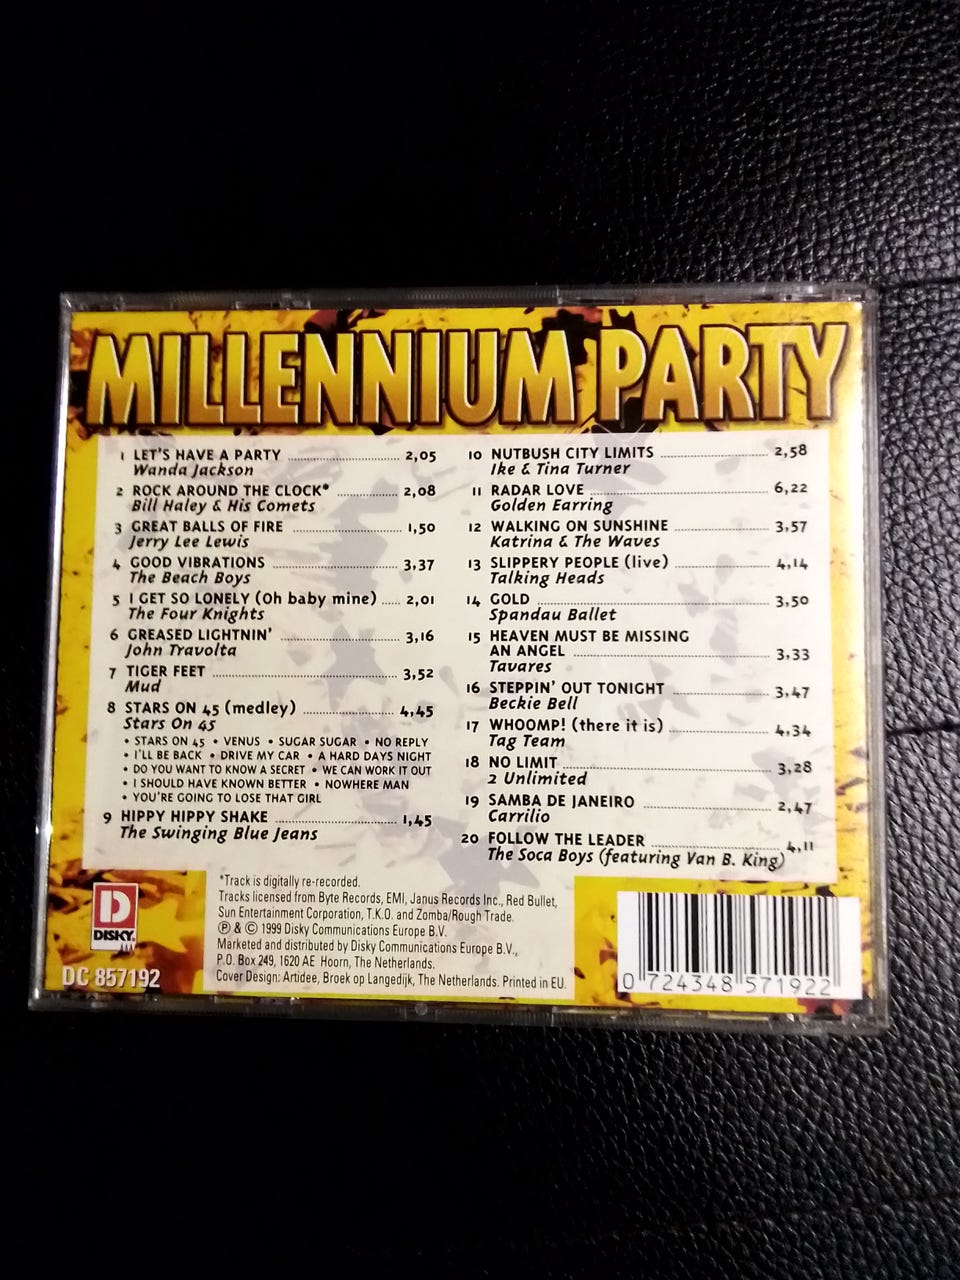 MILLENNIUM PARTY
1 LET'S HAVE A PARTY ........ 2,05
Wanda Jackson
2 ROCK AROUND THE CLOCK* ........ 2,08
Bill Haley & His Comets
3 GREAT BALLS OF FIRE ........ 1,50
Jerry Lee Lewis
4 GOOD VIBRATIONS ........ 3,37
The Beach Boys
5 I GET SO LONELY (Oh baby mine) ..... 2,01
The Four Knights
6 GREASED LIGHTNIN' ........ 3,16
John Travolta
7 TIGER FEET ........ 3,52
Mud
8 STARS ON 45 (medley) ........ 4,45
Stars On 45
• STARS ON 45 • VENUS • SUGAR SUGAR • NO REPLY
• I'LL BE BACK • DRIVE MY CAR • A HARD DAYS NIGHT
• DO YOU WANT TO KNOW A SECRET • WE CAN WORK IT OUT
• I SHOULD HAVE KNOWN BETTER • NOWHERE MAN
• YOU'RE GOING TO LOSE THAT GIRL
9 HIPPY HIPPY SHAKE ........ 1,45
The Swinging Blue Jeans
10 NUTBUSH CITY LIMITS ........ 2,58
Ike & Tina Turner
11 RADAR LOVE ........ 6,22
Golden Earring
12 WALKING ON SUNSHINE ........ 3,57
Katrina & The Waves
13 SLIPPERY PEOPLE (live) ........ 4,14
Talking Heads
14 GOLD ........ 3,50
Spandau Ballet
15 HEAVEN MUST BE MISSING
AN ANGEL ........ 3,33
Tavares
16 STEPPIN' OUT TONIGHT ........ 3,47
Beckie Bell
17 WHOOMP! (there it is) ........ 4,34
Tag Team
18 NO LIMIT ........ 3,28
2 Unlimited
19 SAMBA DE JANEIRO ........ 2,47
Carrilio
20 FOLLOW THE LEADER ........ 4,11
The Soca Boys (featuring Van B. King)
*Track is digitally re-recorded.
Tracks licensed from Byte Records, EMI, Janus Records Inc., Red Bullet,
Sun Entertainment Corporation, T.K.O. and Zomba/Rough Trade.
℗ & © 1999 Disky Communications Europe B.V.
Marketed and distributed by Disky Communications Europe B.V.,
P.O. Box 249, 1620 AE Hoorn, The Netherlands.
Cover Design: Artidee, Broek op Langedijk, The Netherlands. Printed in EU.
D
DISKY
DC 857192
0 724348 571922